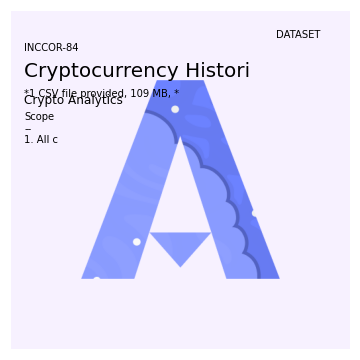 DATASET
INCCOR-84
Cryptocurrency Histori
*1 CSV file provided, 109 MB, *
Crypto Analytics
Scope
–
1. All c